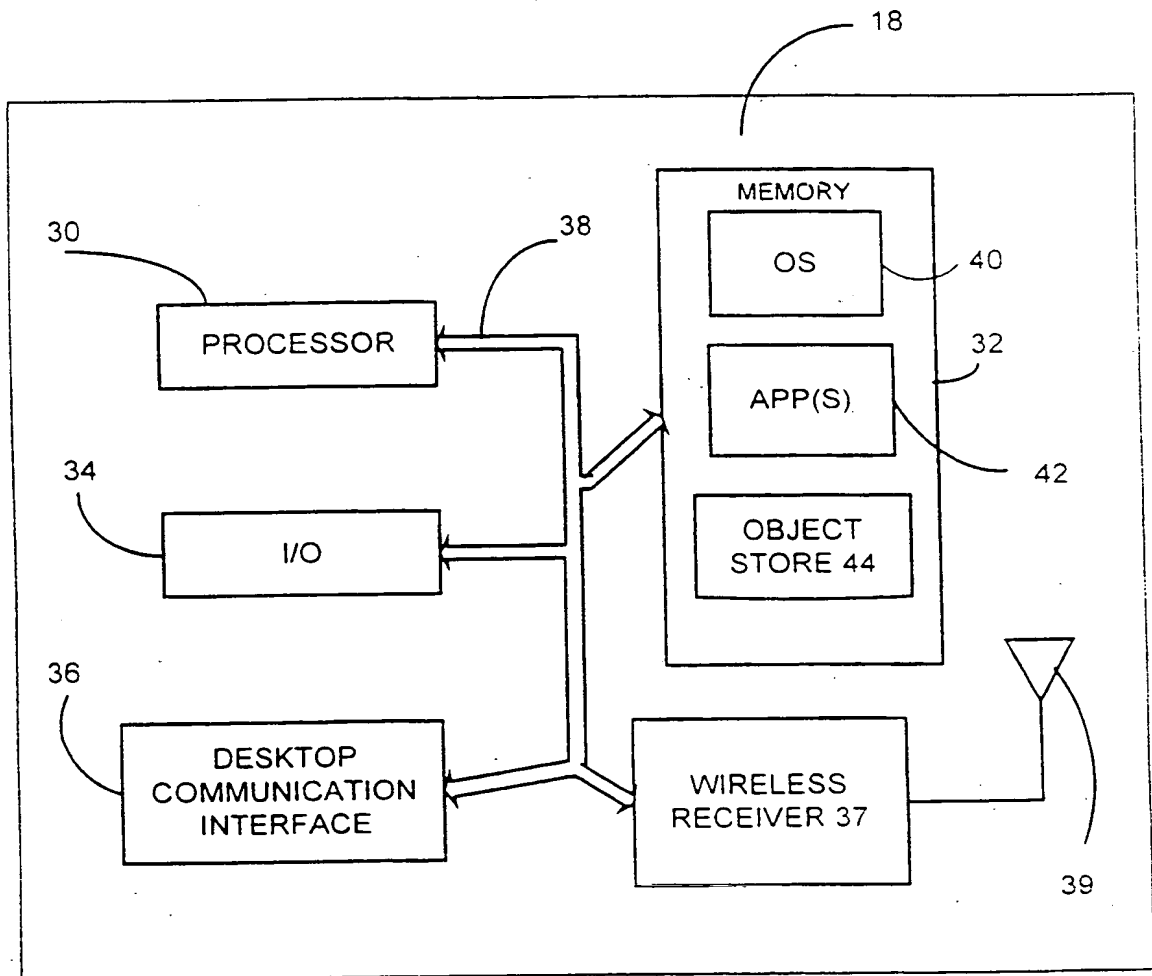 18
MEMORY
30
38
OS
40
PROCESSOR
32
APP(S)
34
42
I/O
OBJECT
STORE 44
36
DESKTOP
COMMUNICATION
INTERFACE
WIRELESS
RECEIVER 37
39